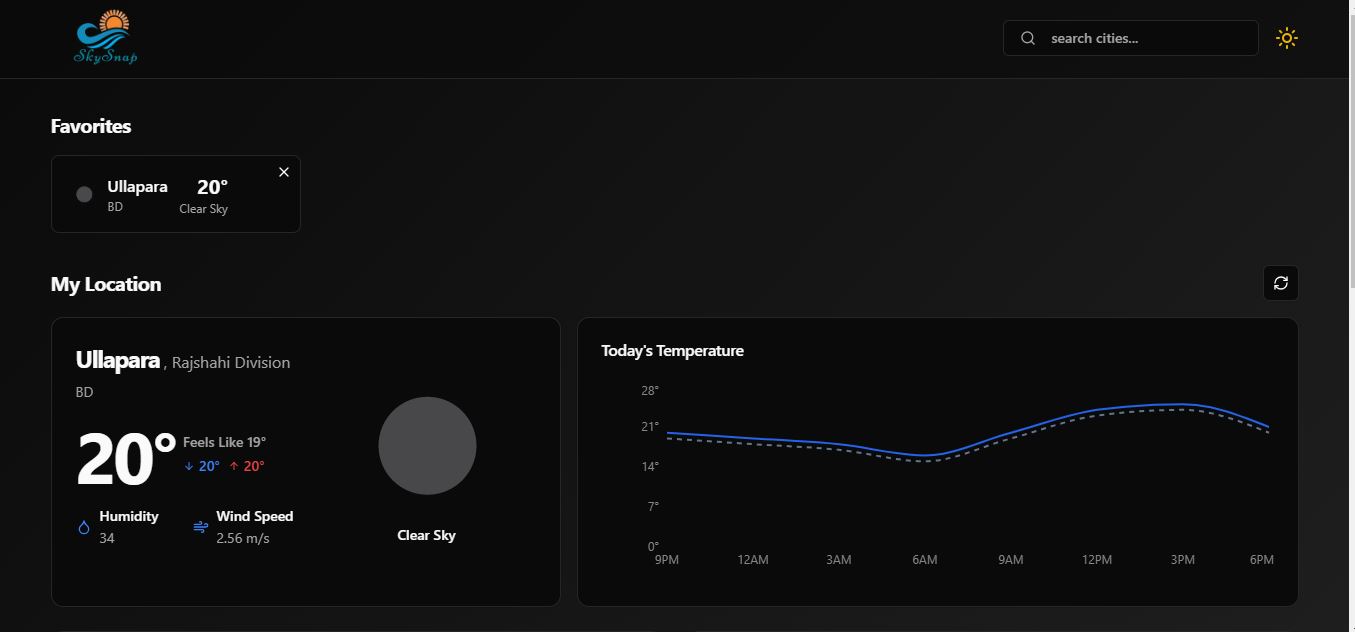 SkySnap
search cities...
Favorites
Ullapara 20°
BD Clear Sky
My Location
Ullapara , Rajshahi Division
BD
20° Feels Like 19°
20° 20°
Humidity Wind Speed
34 2.56 m/s
Clear Sky
Today's Temperature
28°
21°
14°
7°
0°
9PM 12AM 3AM 6AM 9AM 12PM 3PM 6PM